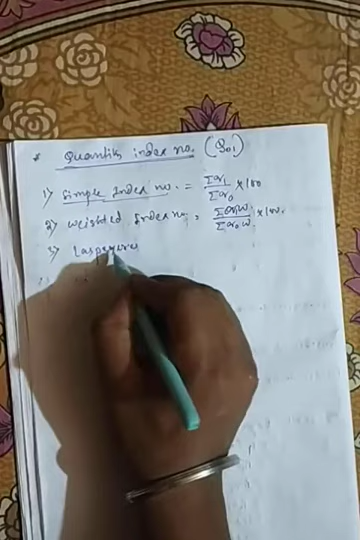 * Quantity index no. (Q01)
1) Simple Index no. = Σq1 / Σq0 × 100
2) Weighted Index no. = Σq1w / Σq0w × 100.
3) Laspeyre